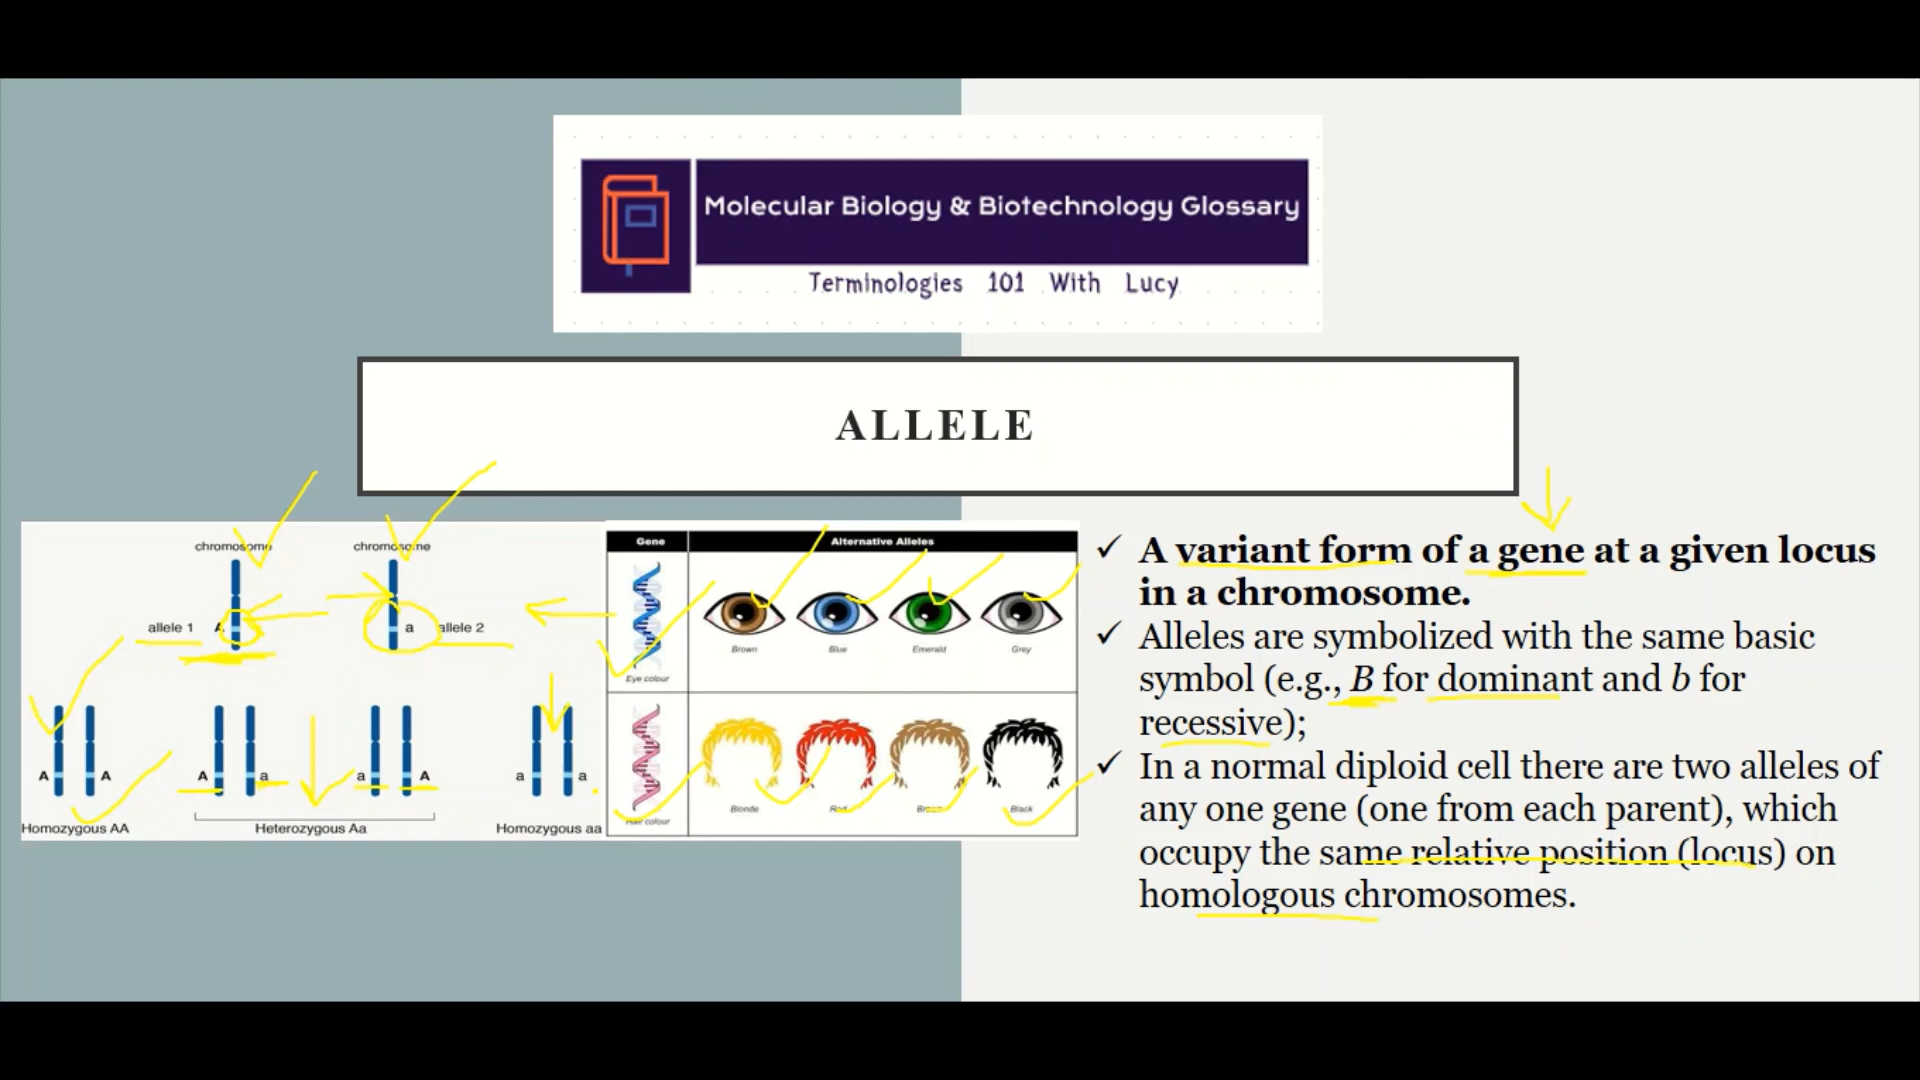 Molecular Biology & Biotechnology Glossary
Terminologies 101 With Lucy
ALLELE
chromosome chromosome
allele 1 A a allele 2
A A A a a A a a
Homozygous AA Heterozygous Aa Homozygous aa
Gene Alternative Alleles
Eye colour Brown Blue Emerald Grey
Hair colour Blonde Red Brown Black
✓ A variant form of a gene at a given locus
in a chromosome.
✓ Alleles are symbolized with the same basic
symbol (e.g., B for dominant and b for
recessive);
✓ In a normal diploid cell there are two alleles of
any one gene (one from each parent), which
occupy the same relative position (locus) on
homologous chromosomes.